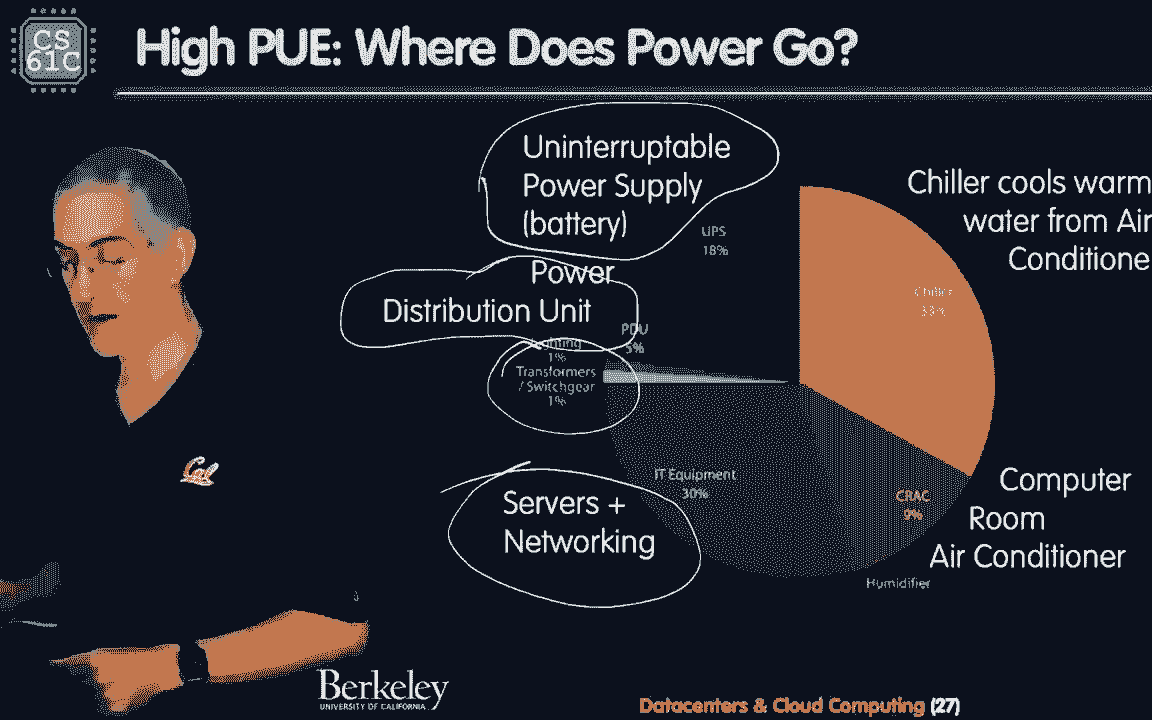 CS
61C
High PUE: Where Does Power Go?
Uninterruptable
Power Supply
(battery)
UPS
18%
Chiller cools warm
water from Air
Conditione
Power
Distribution Unit
PDU
5%
Lighting
1%
Transformers
/ Switchgear
1%
Chiller
33%
IT Equipment
30%
Servers +
Networking
CRAC
9%
Computer
Room
Air Conditioner
Humidifier
Cal
Berkeley
UNIVERSITY OF CALIFORNIA
Datacenters & Cloud Computing (27)